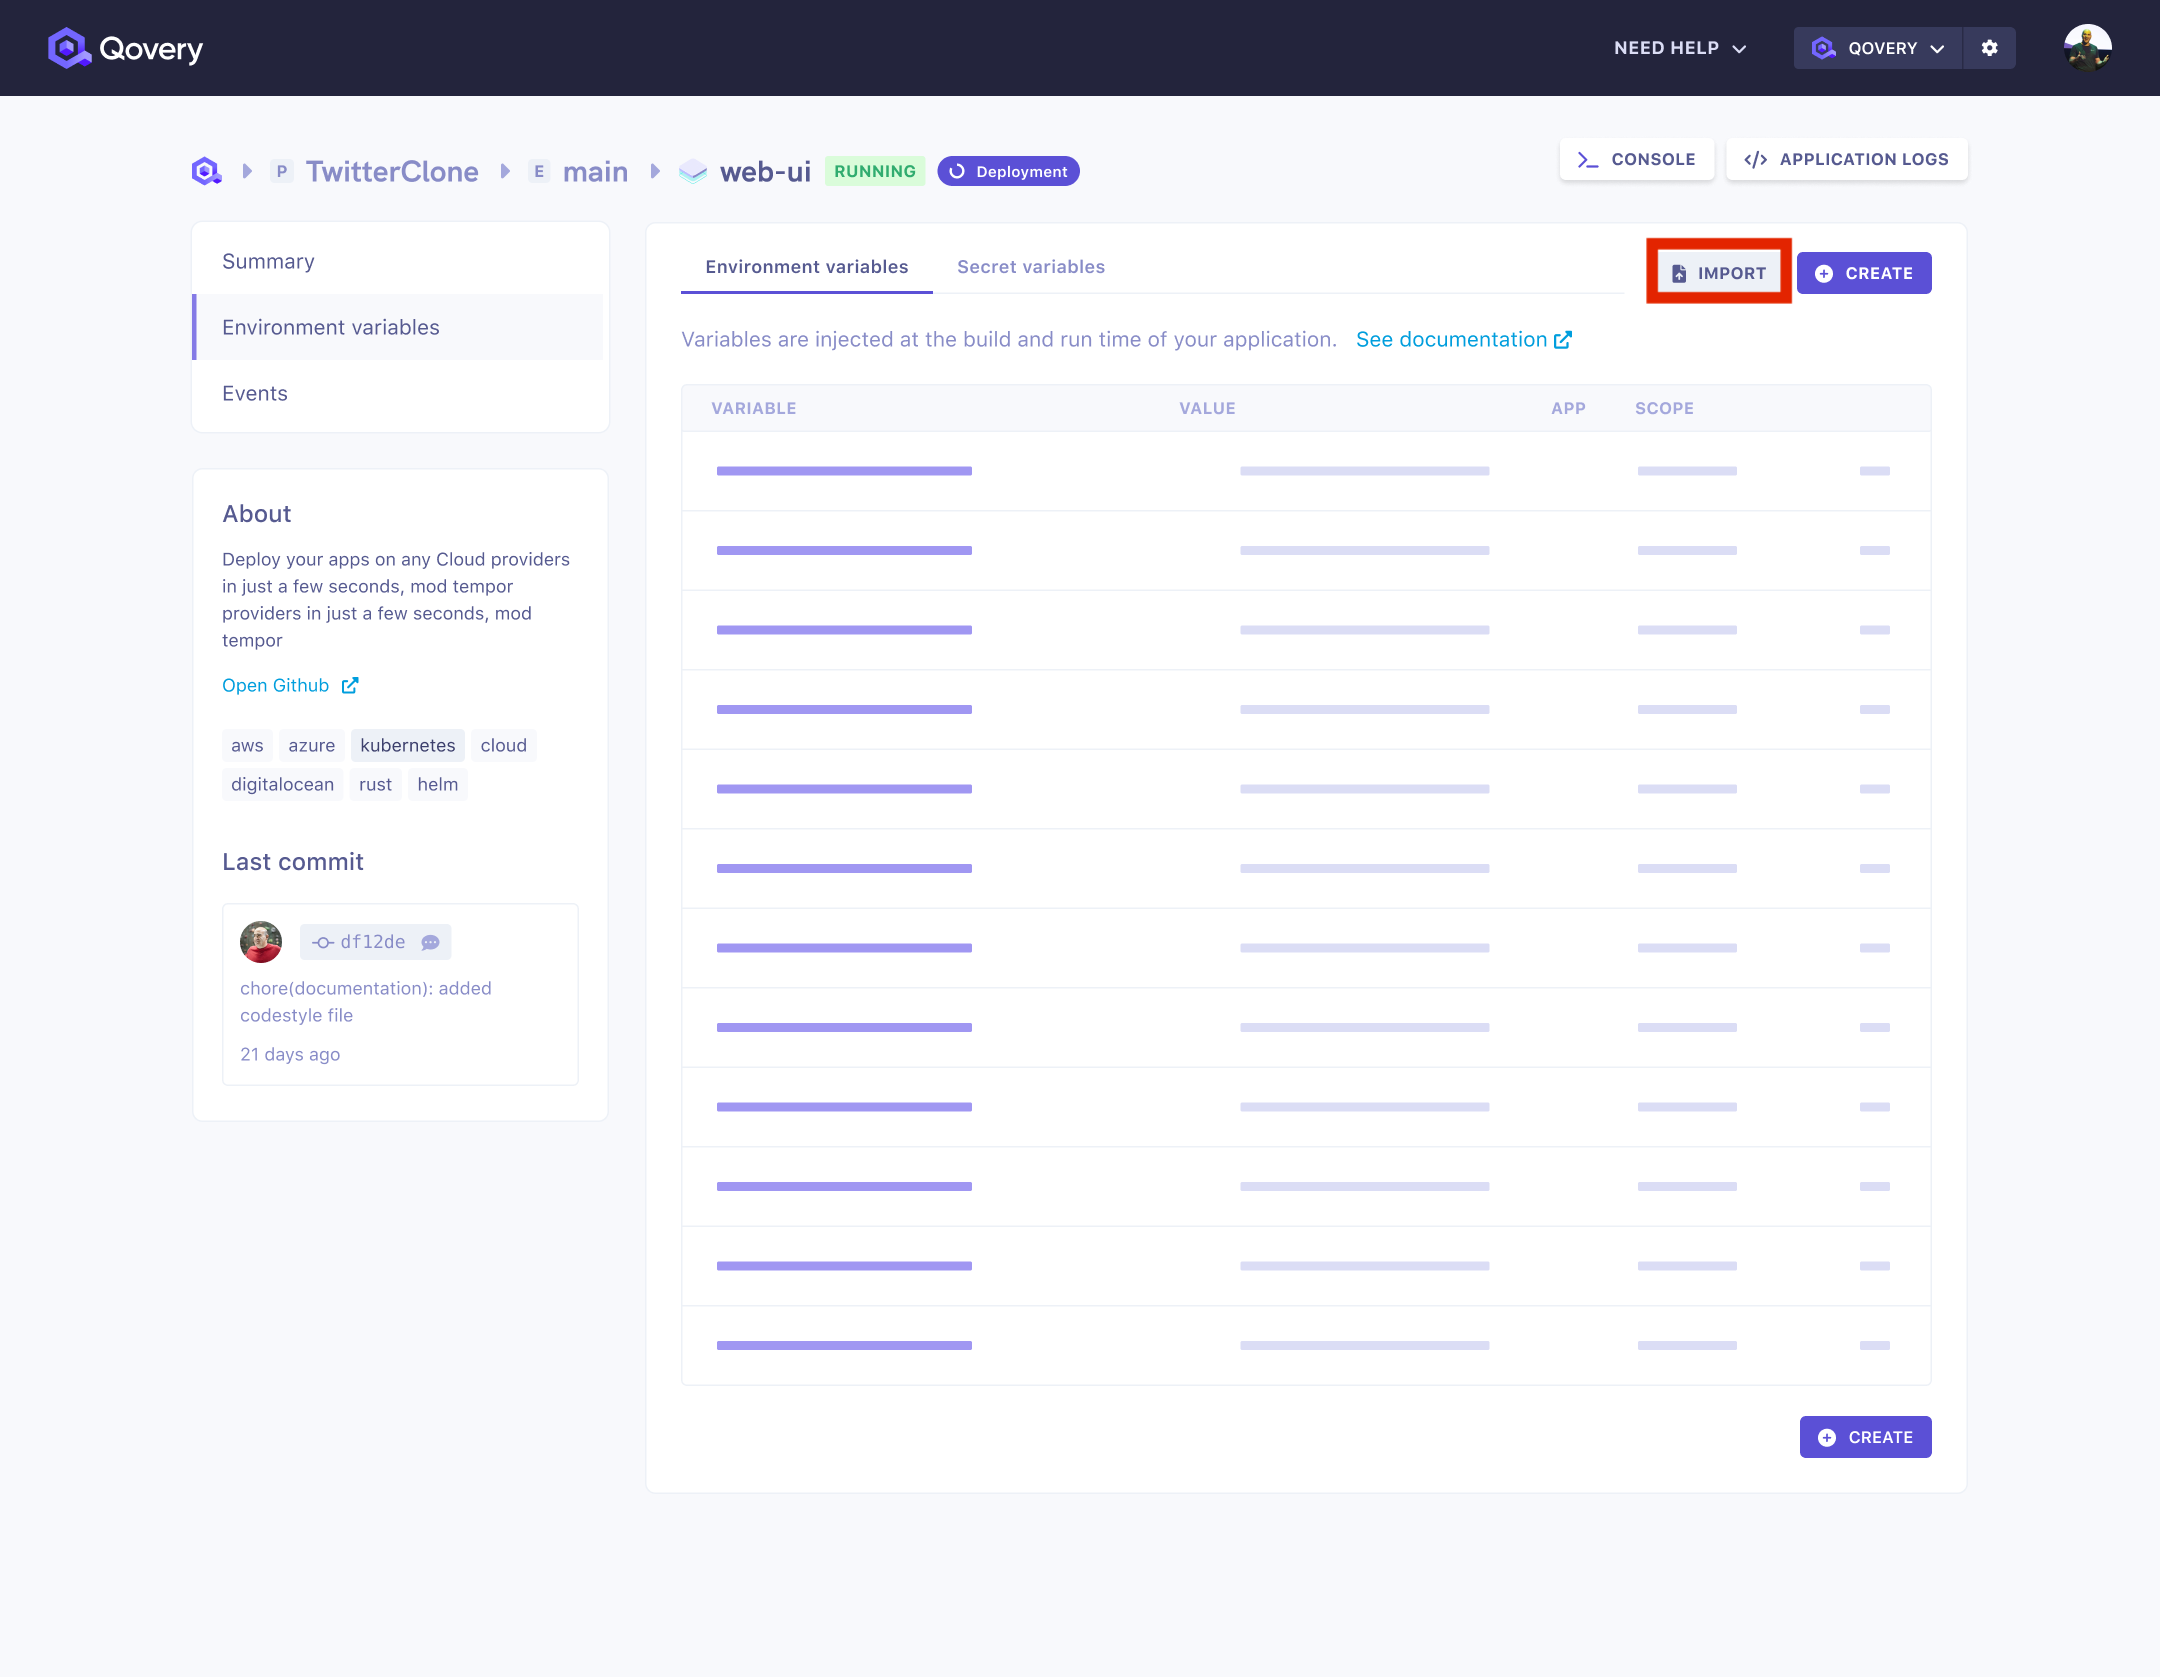 Qovery
NEED HELP
QOVERY
P TwitterClone E main web-ui RUNNING Deployment
CONSOLE
APPLICATION LOGS
Summary
Environment variables
Events
About
Deploy your apps on any Cloud providers
in just a few seconds, mod tempor
providers in just a few seconds, mod
tempor
Open Github
aws azure kubernetes cloud
digitalocean rust helm
Last commit
df12de
chore(documentation): added
codestyle file
21 days ago
Environment variables Secret variables
IMPORT
CREATE
Variables are injected at the build and run time of your application. See documentation
VARIABLE VALUE APP SCOPE
CREATE